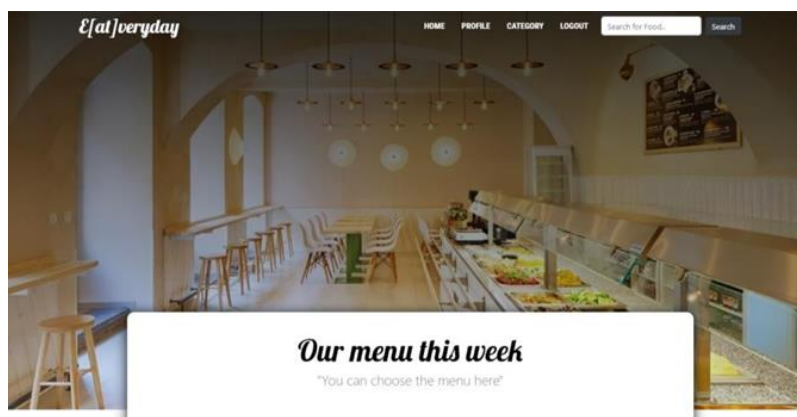 E[at]veryday
HOME PROFILE CATEGORY LOGOUT Search for Food.. Search
Our menu this week
"You can choose the menu here"